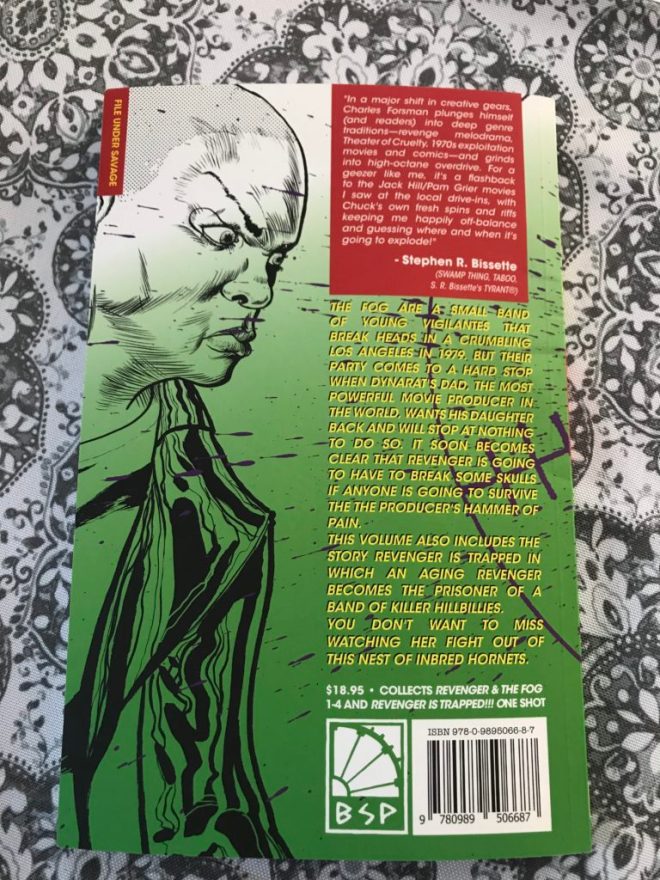 FILE UNDER SAVAGE
"In a major shift in creative gears,
Charles Forsman plunges himself
(and readers) into deep genre
traditions—revenge melodrama,
Theater of Cruelty, 1970s exploitation
movies and comics—and grinds
into high-octane overdrive. For a
geezer like me, it's a flashback
to the Jack Hill/Pam Grier movies
I saw at the local drive-ins, with
Chuck's own fresh spins and riffs
keeping me happily off-balance
and guessing where and when it's
going to explode!"
- Stephen R. Bissette
(SWAMP THING, TABOO,
S. R. Bissette's TYRANT®)
THE FOG ARE A SMALL BAND
OF YOUNG VIGILANTES THAT
BREAK HEADS IN A CRUMBLING
LOS ANGELES IN 1979. BUT THEIR
PARTY COMES TO A HARD STOP
WHEN DYNARAT'S DAD, THE MOST
POWERFUL MOVIE PRODUCER IN
THE WORLD, WANTS HIS DAUGHTER
BACK AND WILL STOP AT NOTHING
TO DO SO. IT SOON BECOMES
CLEAR THAT REVENGER IS GOING
TO HAVE TO BREAK SOME SKULLS
IF ANYONE IS GOING TO SURVIVE
THE THE PRODUCER'S HAMMER OF
PAIN.
THIS VOLUME ALSO INCLUDES THE
STORY REVENGER IS TRAPPED IN
WHICH AN AGING REVENGER
BECOMES THE PRISONER OF A
BAND OF KILLER HILLBILLIES.
YOU DON'T WANT TO MISS
WATCHING HER FIGHT OUT OF
THIS NEST OF INBRED HORNETS.
$18.95 • COLLECTS REVENGER & THE FOG
1-4 AND REVENGER IS TRAPPED!!! ONE SHOT
BSP
ISBN 978-0-9895066-8-7
9 780989 506687